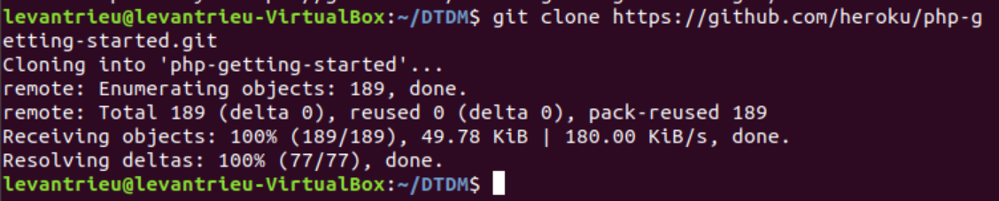 levantrieu@levantrieu-VirtualBox:~/DTDM$ git clone https://github.com/heroku/php-g
etting-started.git
Cloning into 'php-getting-started'...
remote: Enumerating objects: 189, done.
remote: Total 189 (delta 0), reused 0 (delta 0), pack-reused 189
Receiving objects: 100% (189/189), 49.78 KiB | 180.00 KiB/s, done.
Resolving deltas: 100% (77/77), done.
levantrieu@levantrieu-VirtualBox:~/DTDM$